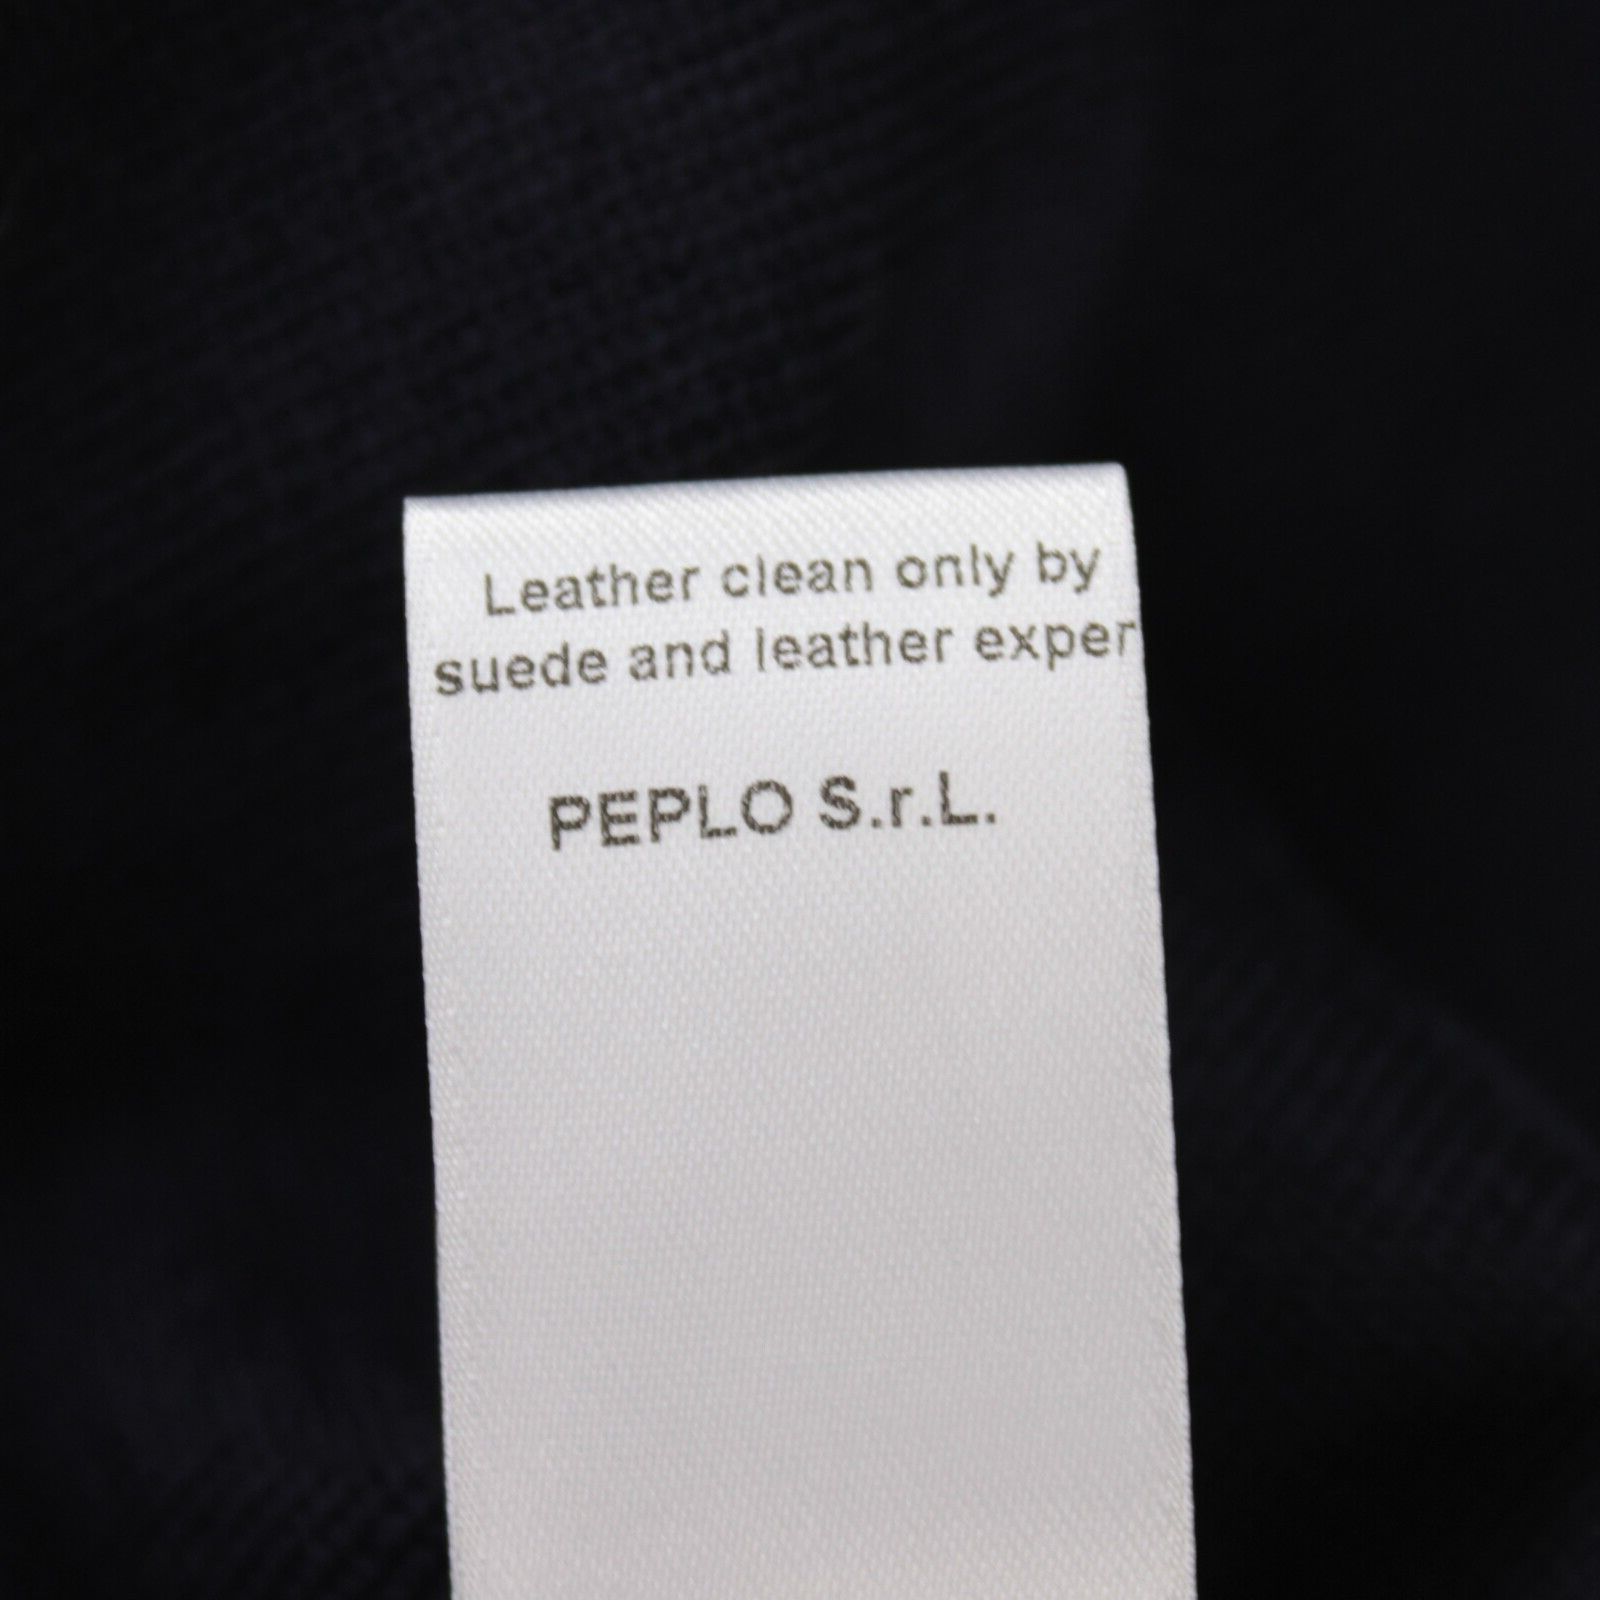 Leather clean only by
suede and leather exper
PEPLO S.r.L.